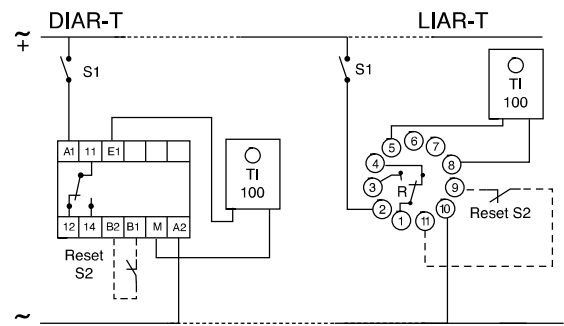 DIAR-T
LIAR-T
~
+
S1
S1
TI
100
A1 11 E1
TI
100
12 14 B2 B1 M A2
Reset
S2
5 6 7
4 8
3 R 9
2 10
1 11
Reset S2
~